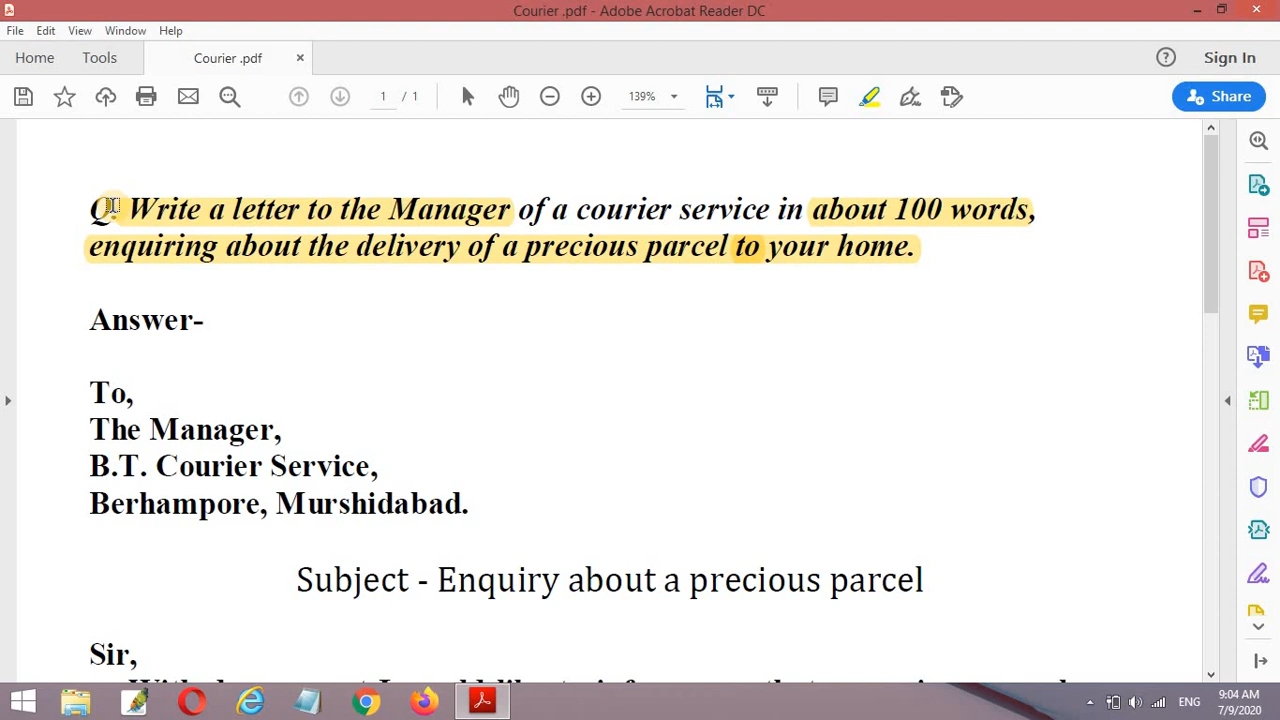 Courier .pdf - Adobe Acrobat Reader DC
File Edit View Window Help
Home Tools Courier .pdf × ? Sign In
1 / 1 139% Share
Q. Write a letter to the Manager of a courier service in about 100 words,
enquiring about the delivery of a precious parcel to your home.
Answer-
To,
The Manager,
B.T. Courier Service,
Berhampore, Murshidabad.
Subject - Enquiry about a precious parcel
Sir,
ENG
9:04 AM
7/9/2020